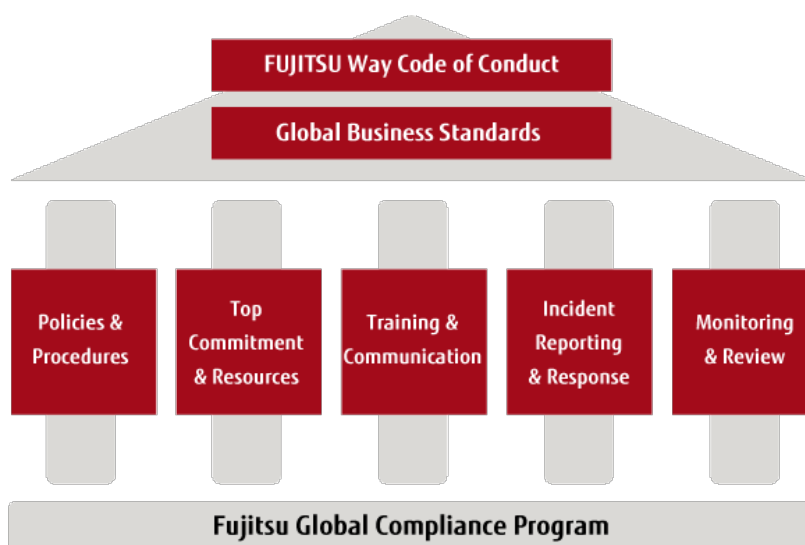 FUJITSU Way Code of Conduct
Global Business Standards
Policies &
Procedures
Top
Commitment
& Resources
Training &
Communication
Incident
Reporting
& Response
Monitoring
& Review
Fujitsu Global Compliance Program